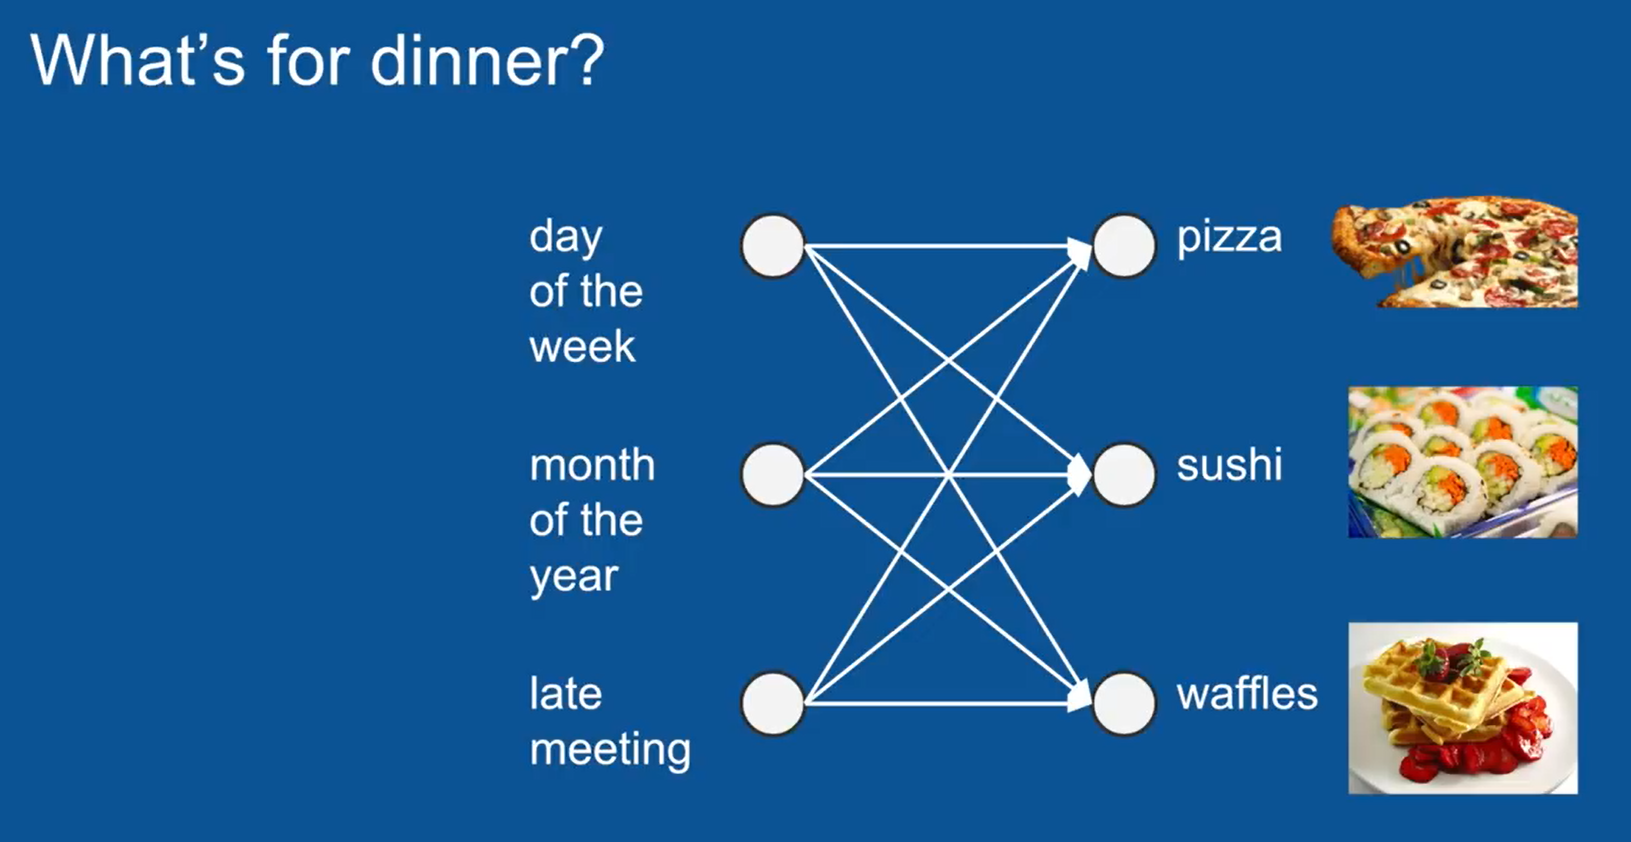 What’s for dinner?
day
of the
week
pizza
month
of the
year
sushi
late
meeting
waffles